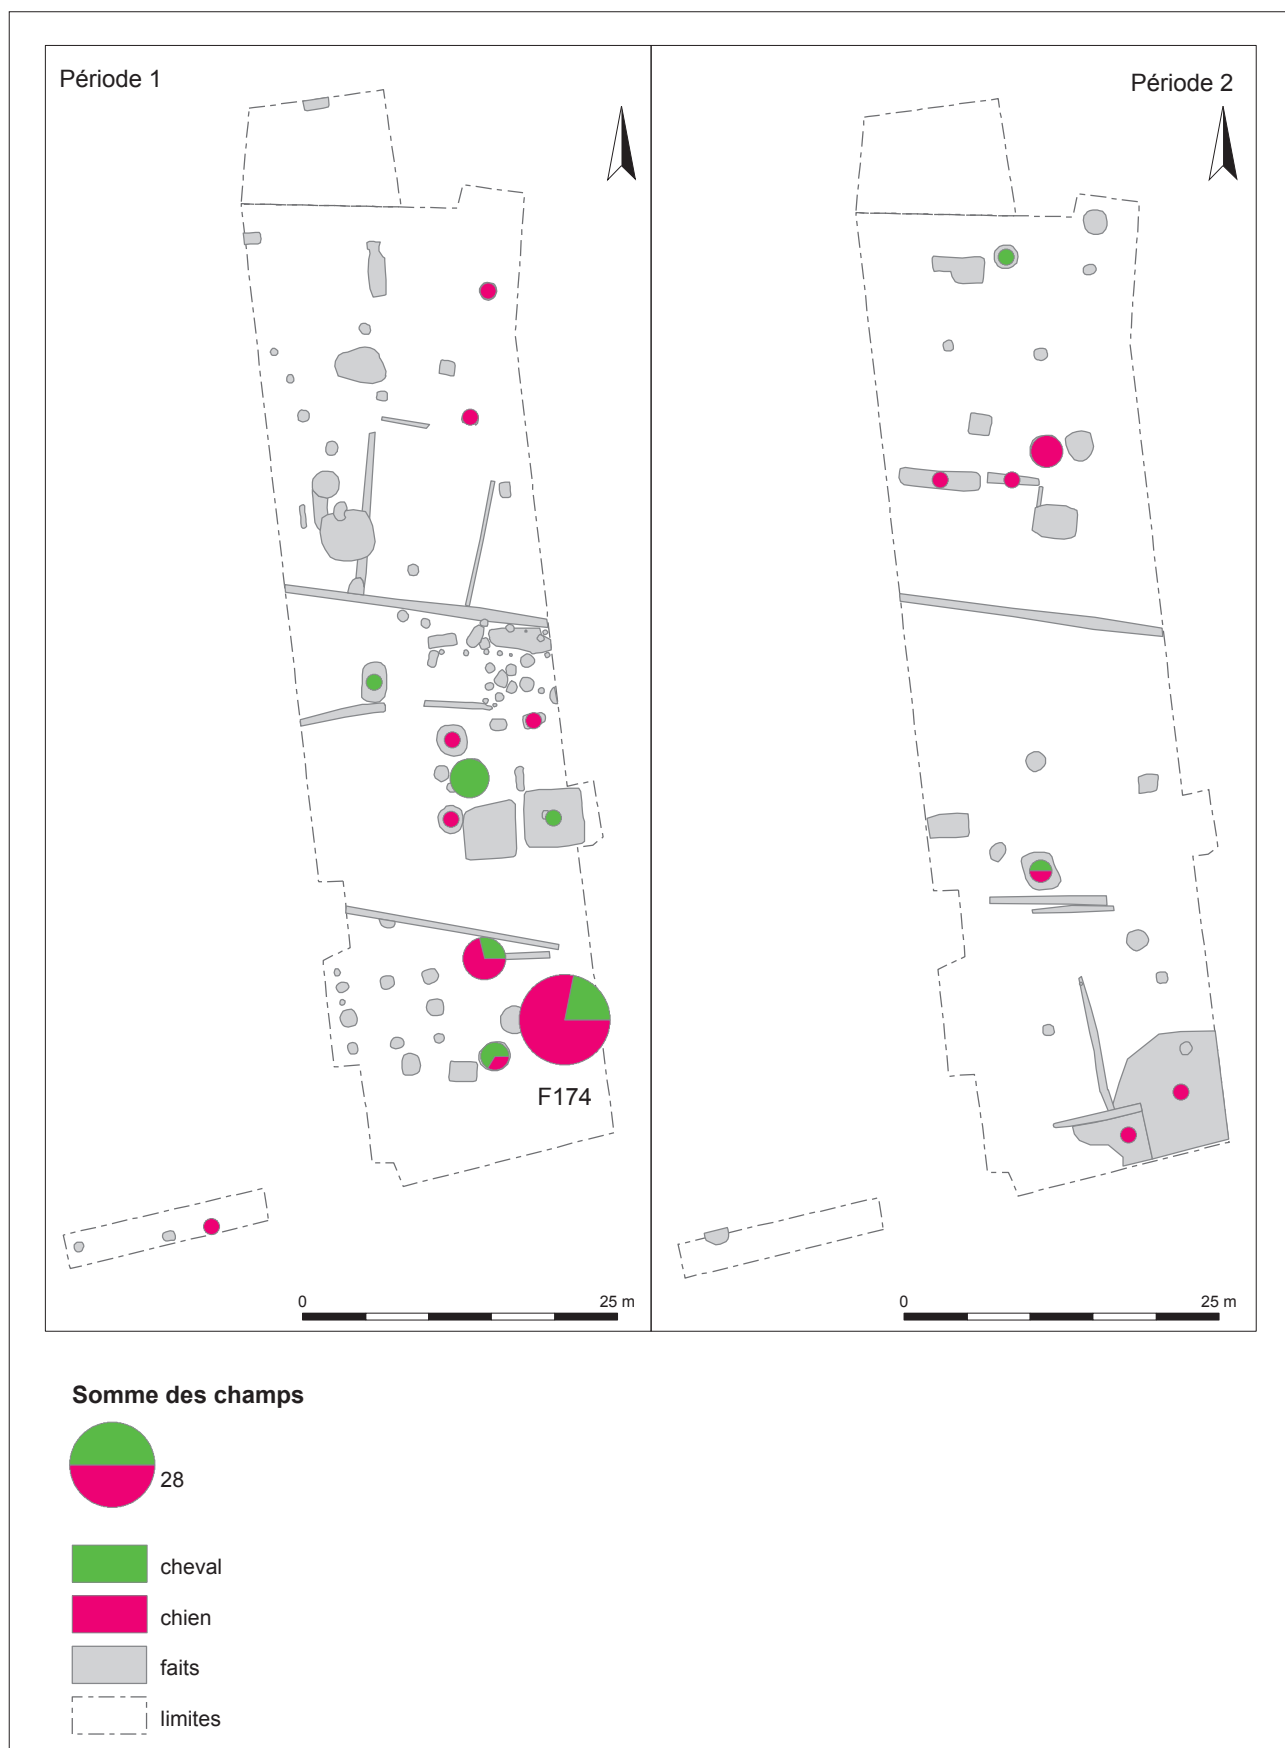 Période 1
Période 2
F174
0 25 m
0 25 m
Somme des champs
28
cheval
chien
faits
limites